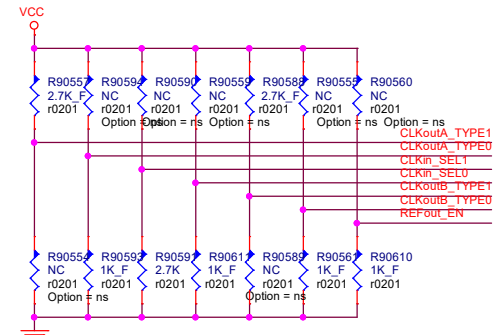 VCC
R90557 R90594 R90590 R90559 R90588 R90555 R90560
2.7K_F NC NC NC 2.7K_F NC NC
r0201 r0201 r0201 r0201 r0201 r0201 r0201
Option = ns Option = ns Option = ns Option = ns
CLKoutA_TYPE1
CLKoutA_TYPE0
CLKin_SEL1
CLKin_SEL0
CLKoutB_TYPE1
CLKoutB_TYPE0
REFout_EN
R90554 R90593 R90591 R9061 R90589 R90561 R90610
NC 1K_F 2.7K 1K_F NC 1K_F 1K_F
r0201 r0201 r0201 r0201 r0201 r0201 r0201
Option = ns Option = ns